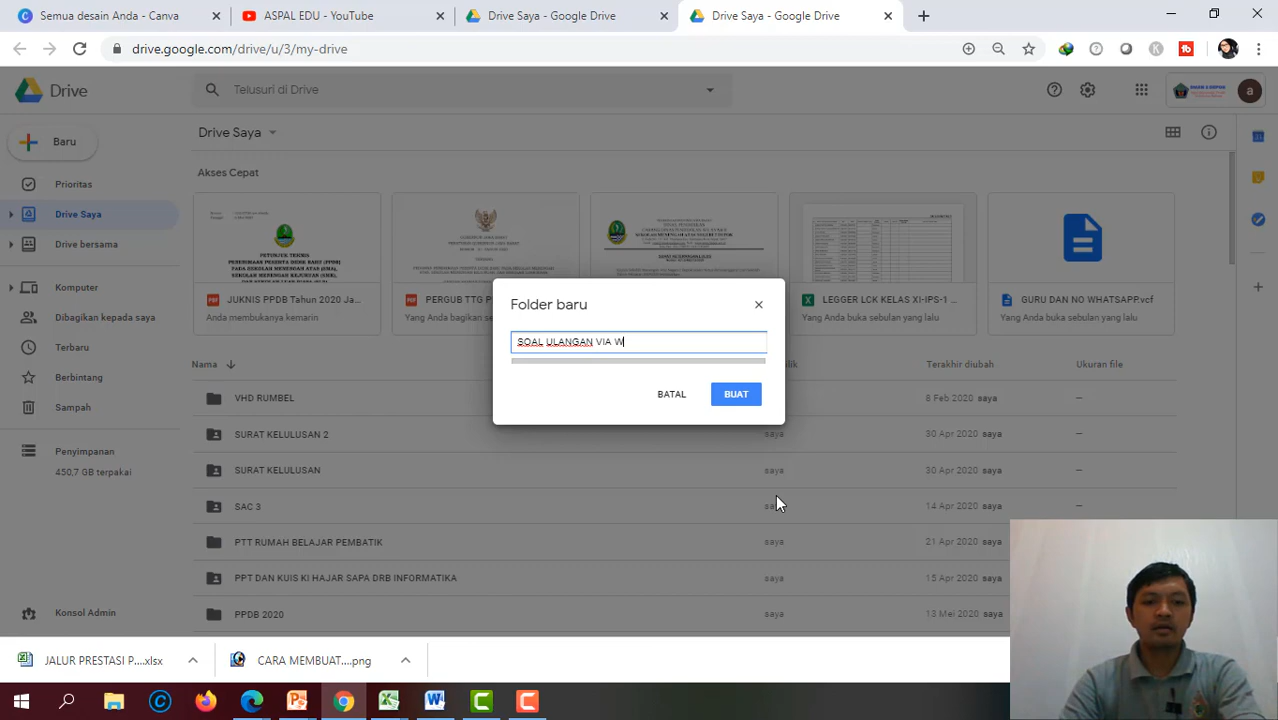 Semua desain Anda - Canva
ASPAL EDU - YouTube
Drive Saya - Google Drive
Drive Saya - Google Drive
drive.google.com/drive/u/3/my-drive
Drive
Telusuri di Drive
a
Baru
Drive Saya
Prioritas
Akses Cepat
Drive Saya
Drive bersama
Komputer
Dibagikan kepada saya
Terbaru
Berbintang
Sampah
Penyimpanan
450,7 GB terpakai
Konsol Admin
PETUNJUK TEKNIS
JUKNIS PPDB Tahun 2020 Ja...
Anda membukanya kemarin
PERGUB TTG P
Yang Anda bagikan se
LEGGER LCK KELAS XI-IPS-1 ...
Yang Anda buka sebulan yang lalu
GURU DAN NO WHATSAPP.vcf
Yang Anda buka sebulan yang lalu
Folder baru
SOAL ULANGAN VIA W
BATAL
BUAT
Nama
ilik
Terakhir diubah
Ukuran file
VHD RUMBEL
8 Feb 2020 saya
—
SURAT KELULUSAN 2
saya
30 Apr 2020 saya
—
SURAT KELULUSAN
saya
30 Apr 2020 saya
—
SAC 3
14 Apr 2020 saya
—
PTT RUMAH BELAJAR PEMBATIK
saya
21 Apr 2020 saya
PPT DAN KUIS KI HAJAR SAPA DRB INFORMATIKA
saya
15 Apr 2020 saya
PPDB 2020
saya
13 Mei 2020 saya
JALUR PRESTASI P....xlsx
CARA MEMBUAT....png